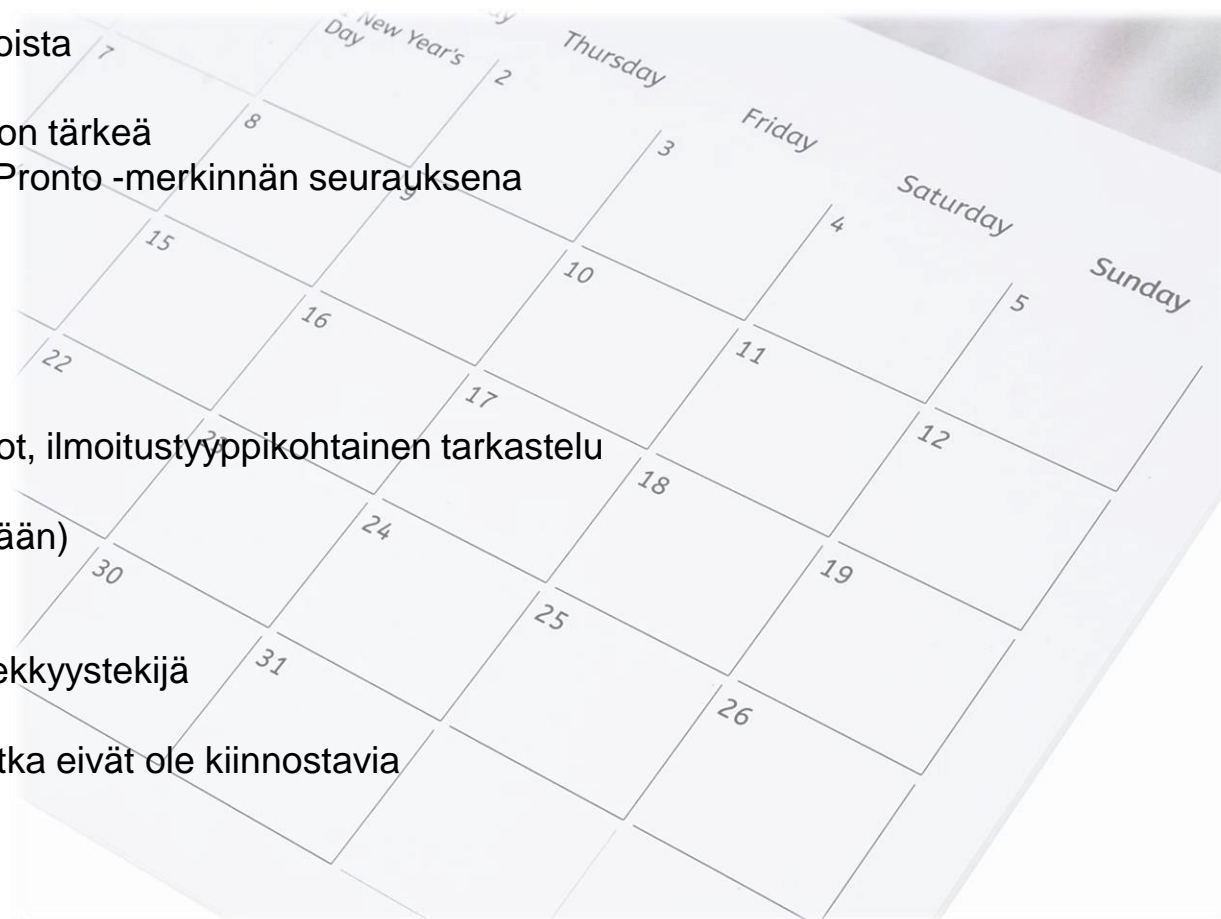 oista
on tärkeä
Pronto -merkinnän seurauksena
ot, ilmoitustyyppikohtainen tarkastelu
ään)
ekkyystekijä
tka eivät ole kiinnostavia
New Year's
Day
Thursday
Friday
Saturday
Sunday
2 3 4 5
7 8 9 10 11 12
15 16 17 18 19
22 23 24 25 26
30 31